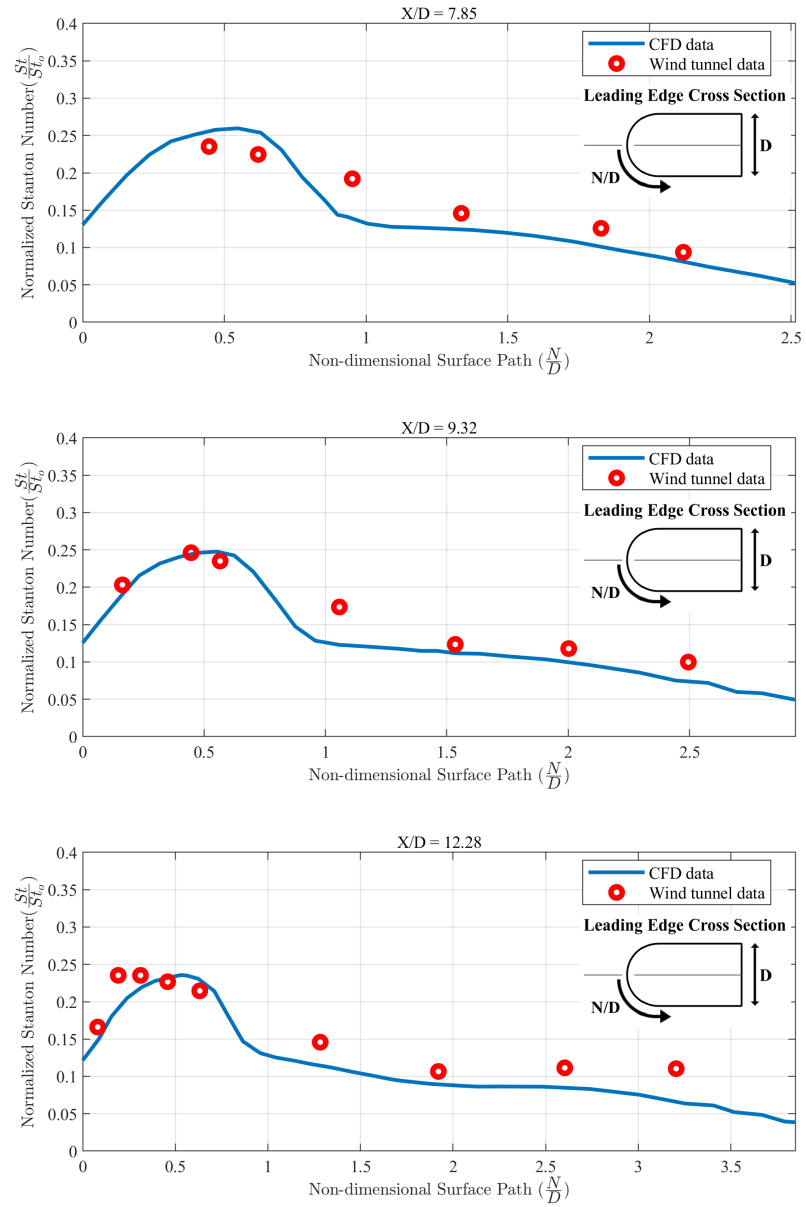 X/D = 7.85
Normalized Stanton Number(St/St_o)
0.4
0.35
0.3
0.25
0.2
0.15
0.1
0.05
0
CFD data
Wind tunnel data
Leading Edge Cross Section
D
N/D
0 0.5 1 1.5 2 2.5
Non-dimensional Surface Path (N/D)
X/D = 9.32
Normalized Stanton Number(St/St_o)
0.4
0.35
0.3
0.25
0.2
0.15
0.1
0.05
0
CFD data
Wind tunnel data
Leading Edge Cross Section
D
N/D
0 0.5 1 1.5 2 2.5
Non-dimensional Surface Path (N/D)
X/D = 12.28
Normalized Stanton Number(St/St_o)
0.4
0.35
0.3
0.25
0.2
0.15
0.1
0.05
0
CFD data
Wind tunnel data
Leading Edge Cross Section
D
N/D
0 0.5 1 1.5 2 2.5 3 3.5
Non-dimensional Surface Path (N/D)